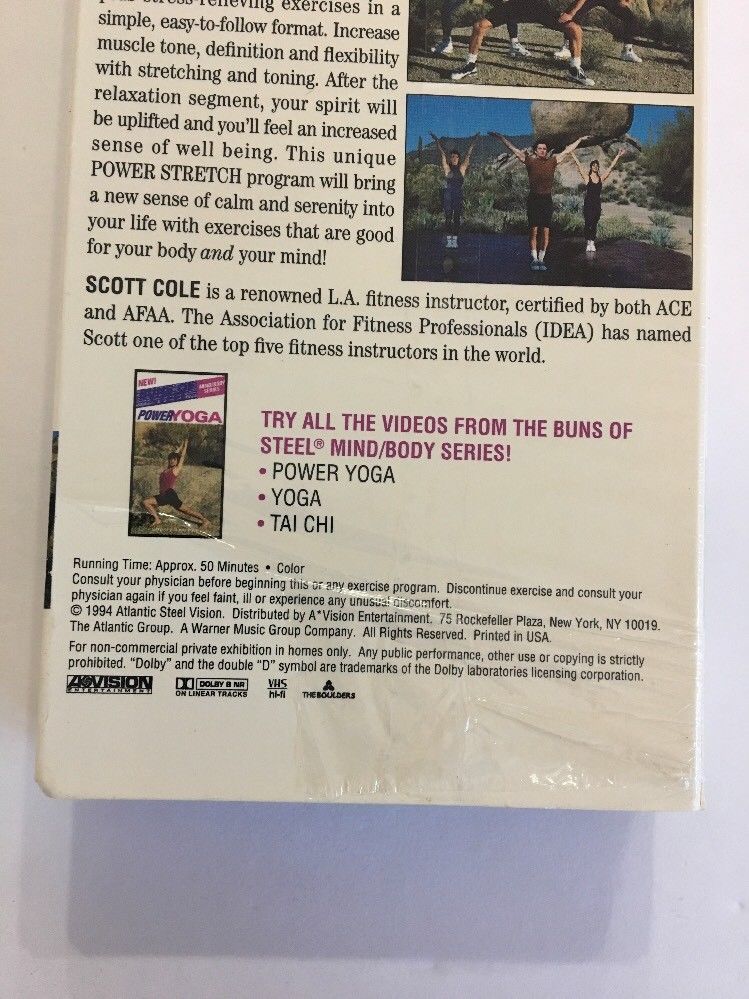 stress-relieving exercises in a
simple, easy-to-follow format. Increase
muscle tone, definition and flexibility
with stretching and toning. After the
relaxation segment, your spirit will
be uplifted and you'll feel an increased
sense of well being. This unique
POWER STRETCH program will bring
a new sense of calm and serenity into
your life with exercises that are good
for your body and your mind!
SCOTT COLE is a renowned L.A. fitness instructor, certified by both ACE
and AFAA. The Association for Fitness Professionals (IDEA) has named
Scott one of the top five fitness instructors in the world.
NEW!
MIND/BODY
SERIES
POWER YOGA
TRY ALL THE VIDEOS FROM THE BUNS OF
STEEL® MIND/BODY SERIES!
• POWER YOGA
• YOGA
• TAI CHI
Running Time: Approx. 50 Minutes • Color
Consult your physician before beginning this or any exercise program. Discontinue exercise and consult your
physician again if you feel faint, ill or experience any unusual discomfort.
© 1994 Atlantic Steel Vision. Distributed by A*Vision Entertainment. 75 Rockefeller Plaza, New York, NY 10019.
The Atlantic Group. A Warner Music Group Company. All Rights Reserved. Printed in USA.
For non-commercial private exhibition in homes only. Any public performance, other use or copying is strictly
prohibited. "Dolby" and the double "D" symbol are trademarks of the Dolby laboratories licensing corporation.
A*VISION
ENTERTAINMENT
DOLBY B NR
ON LINEAR TRACKS
VHS
hi-fi
THE BOULDERS